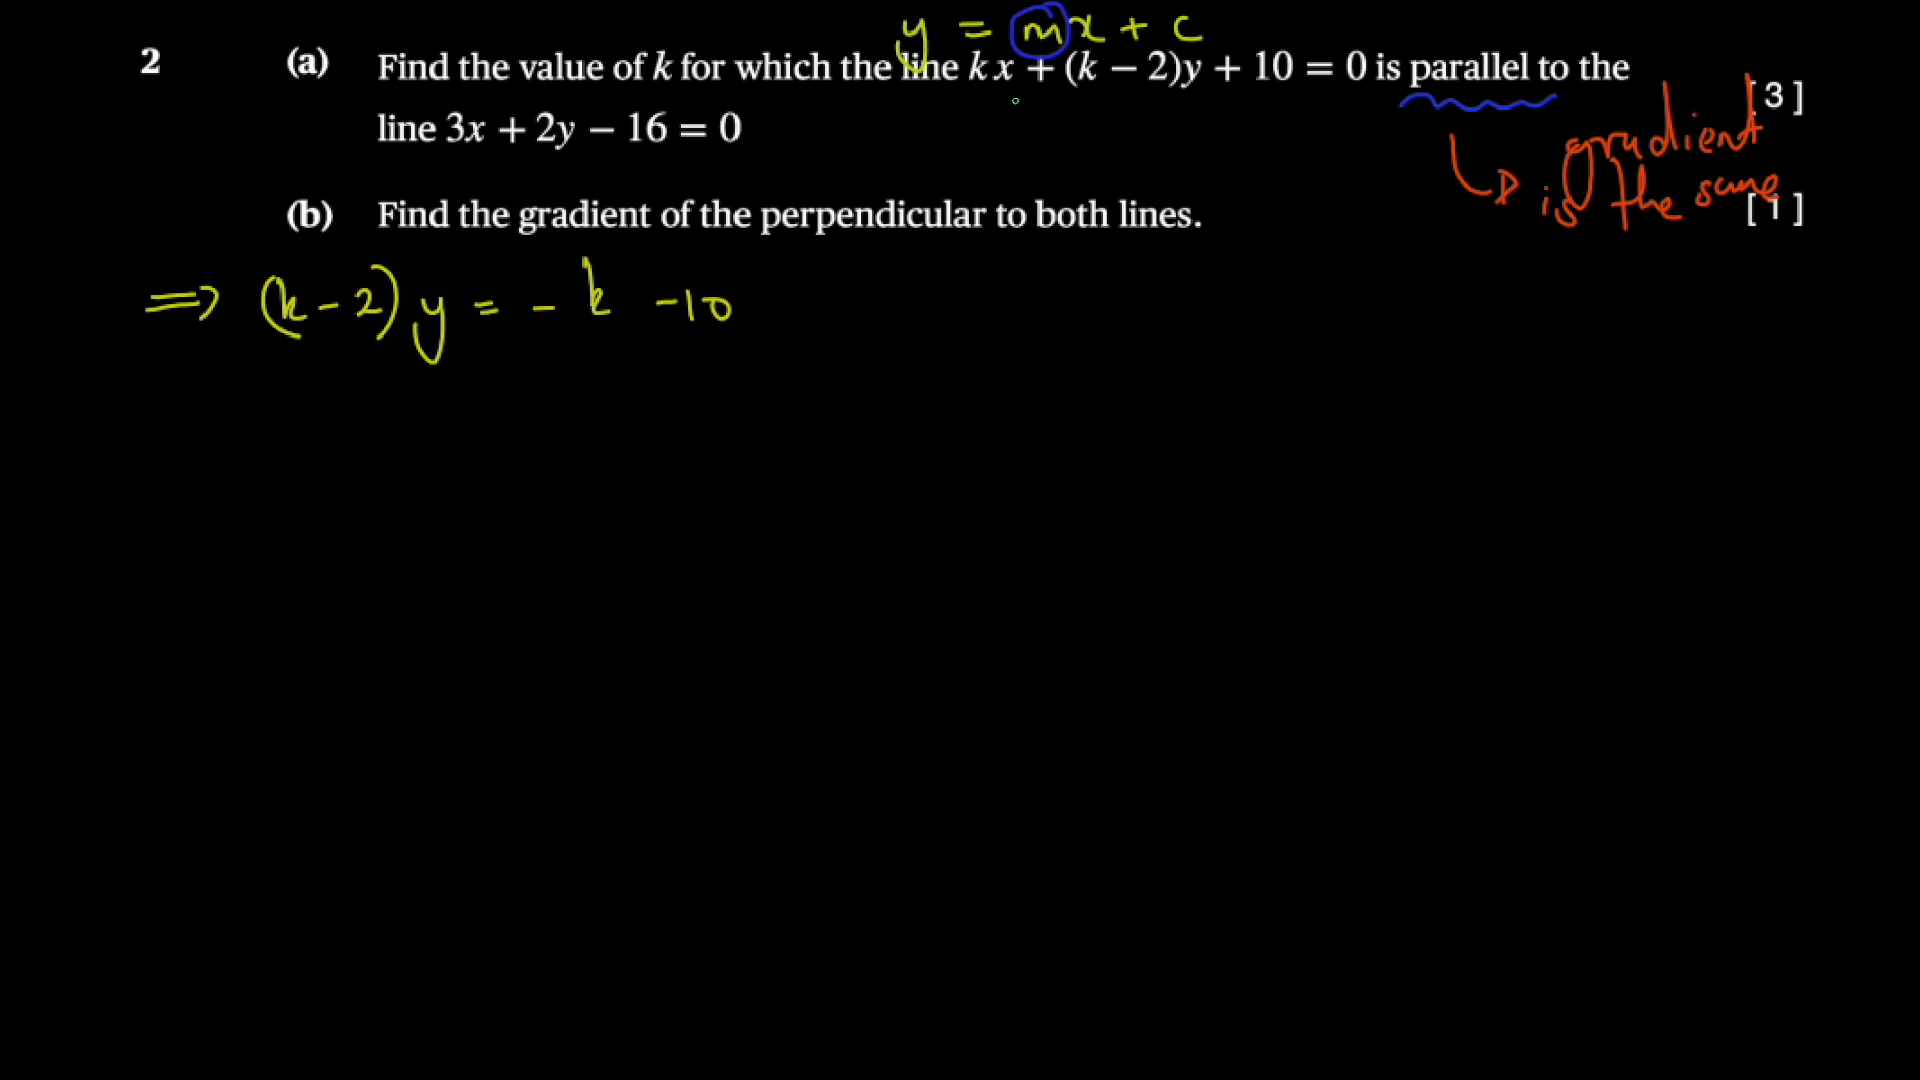 y = mx + c
2 (a) Find the value of k for which the line kx + (k − 2)y + 10 = 0 is parallel to the
line 3x + 2y − 16 = 0 [3]
gradient
is the same
(b) Find the gradient of the perpendicular to both lines. [1]
⇒ (k - 2) y = - k - 10